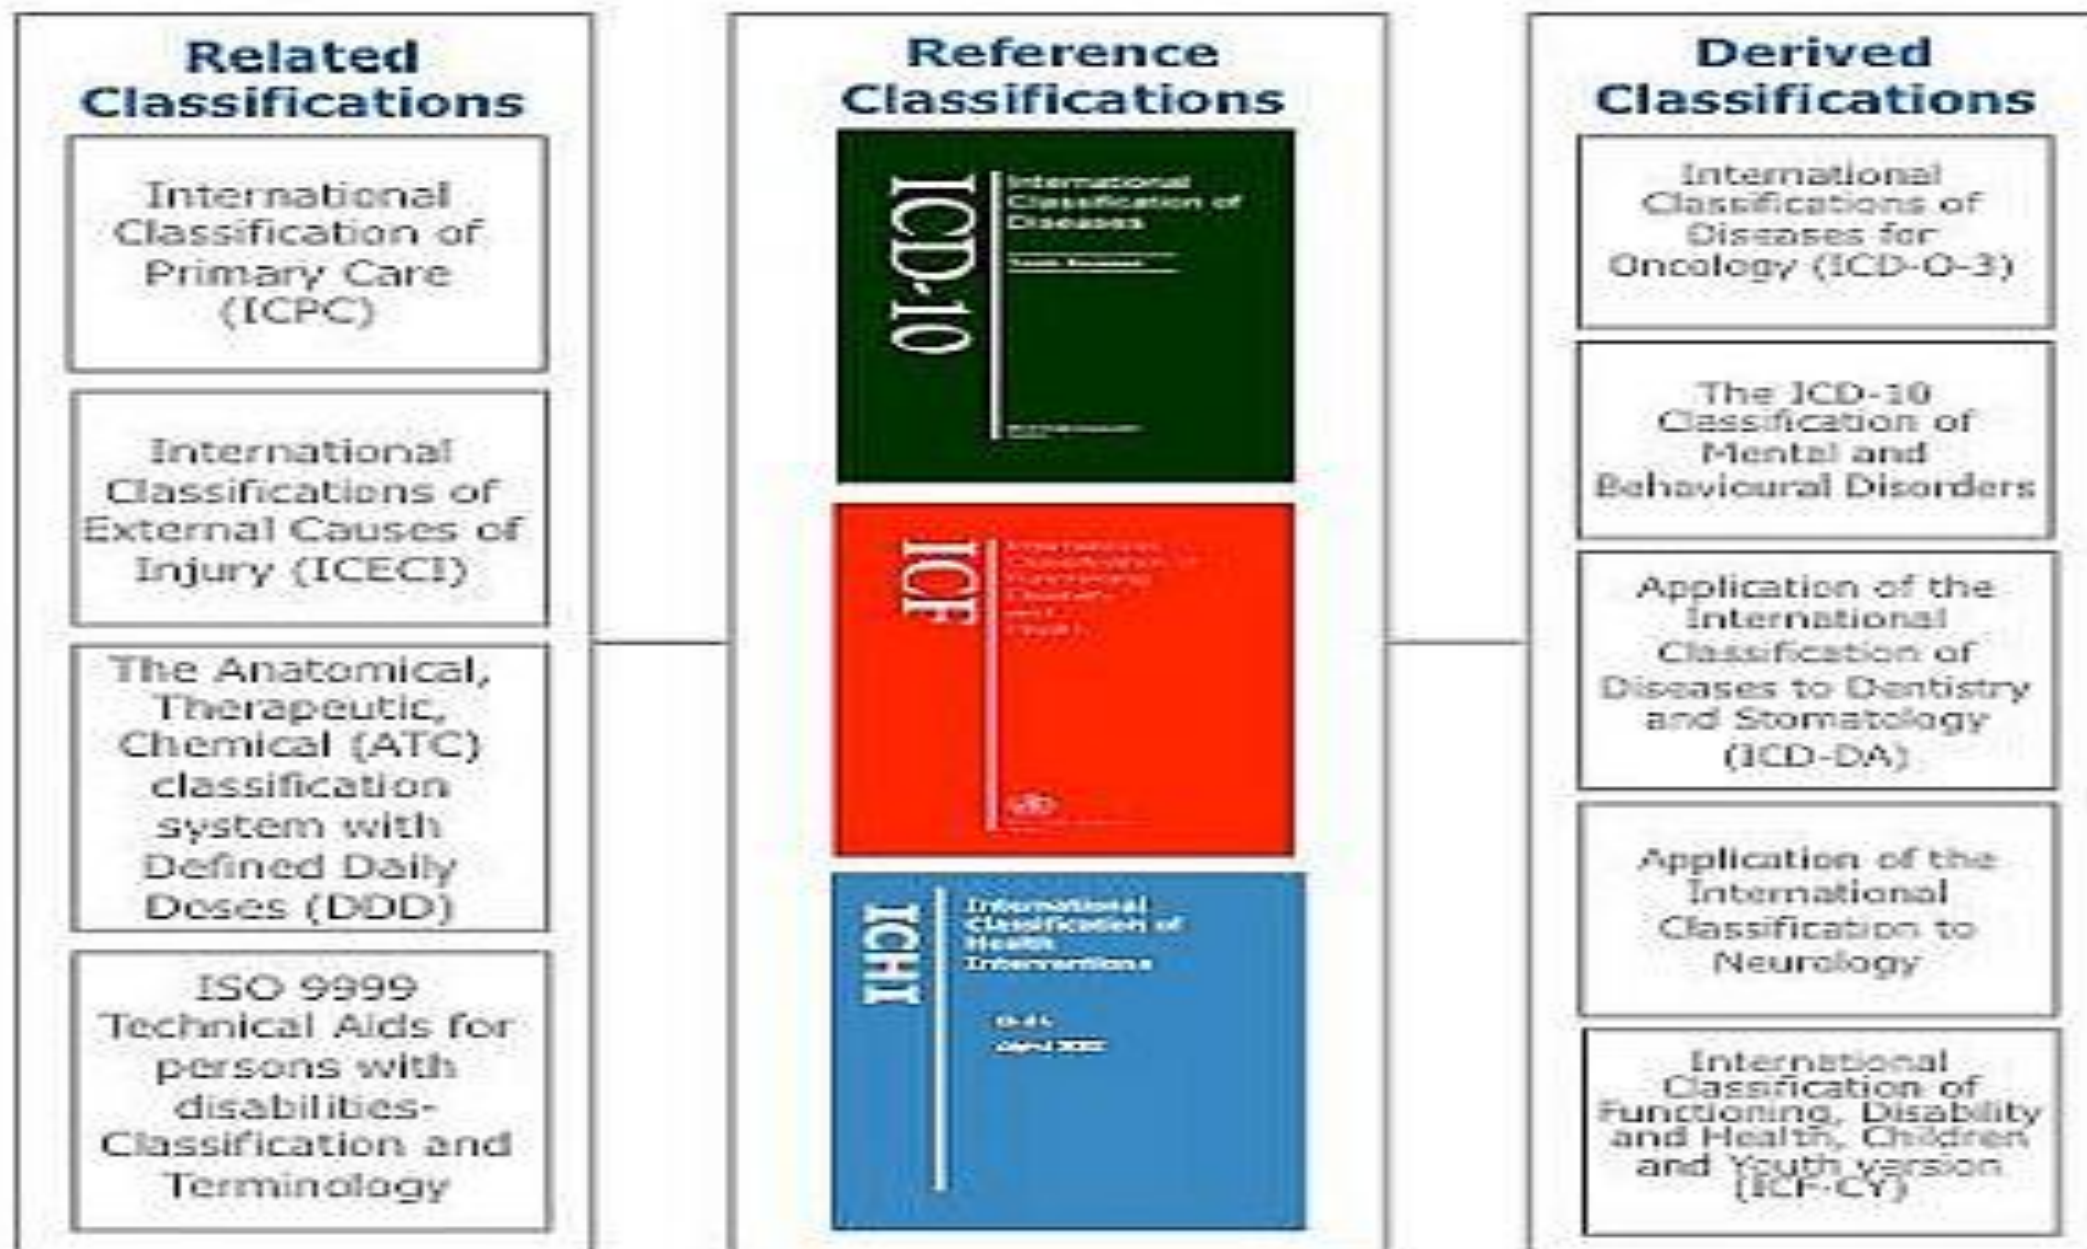 Related
Classifications
International
Classification of
Primary Care
(ICPC)
International
Classifications of
External Causes of
Injury (ICECI)
The Anatomical,
Therapeutic,
Chemical (ATC)
classification
system with
Defined Daily
Doses (DDD)
ISO 9999
Technical Aids for
persons with
disabilities-
Classification and
Terminology
Reference
Classifications
ICD-10
International
Classification of
Diseases
ICF
ICHI
International
Classification of
Health
Interventions
Derived
Classifications
International
Classifications of
Diseases for
Oncology (ICD-O-3)
The ICD-10
Classification of
Mental and
Behavioural Disorders
Application of the
International
Classification of
Diseases to Dentistry
and Stomatology
(ICD-DA)
Application of the
International
Classification to
Neurology
International
Classification of
Functioning, Disability
and Health, Children
and Youth version
(ICF-CY)